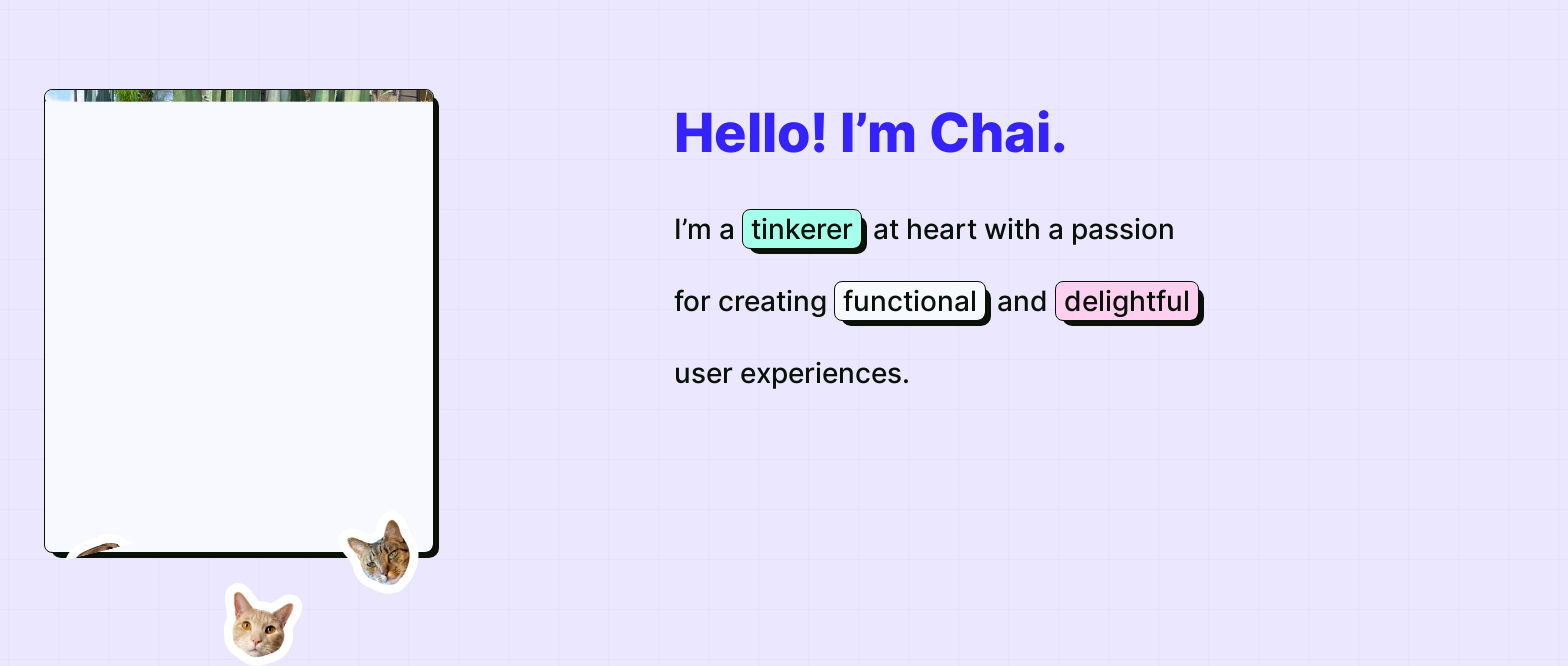 Hello! I’m Chai.
I’m a tinkerer at heart with a passion
for creating functional and delightful
user experiences.